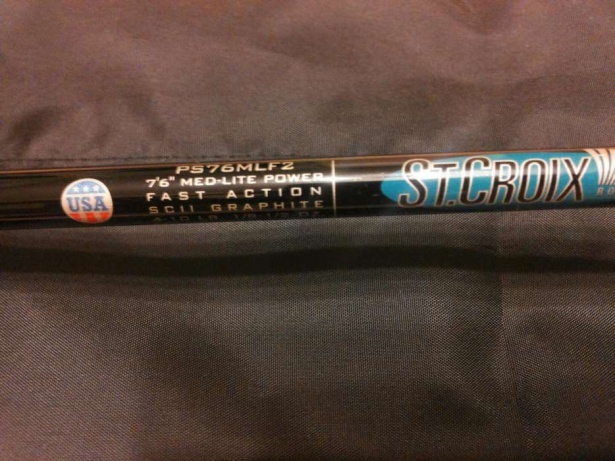 PS76MLF2
7'6" MED-LITE POWER
FAST ACTION
SCII GRAPHITE
USA
ST.CROIX